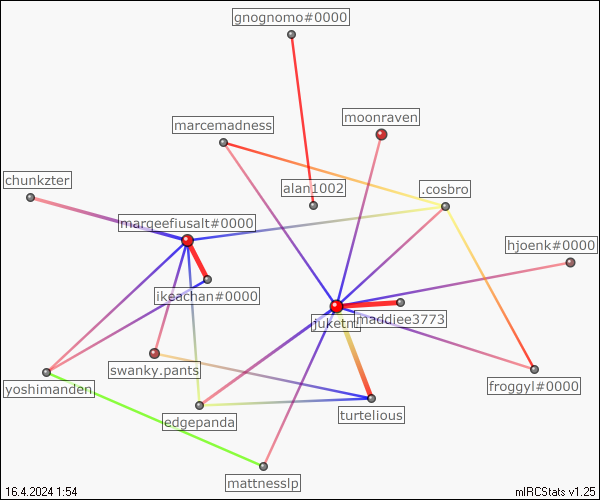 gnognomo#0000
moonraven
marcemadness
chunkzter
alan1002
.cosbro
margeefiusalt#0000
hjoenk#0000
ikeachan#0000
maddiee3773
swanky.pants
yoshimanden
froggyl#0000
edgepanda
turtelious
mattnesslp
16.4.2024 1:54
mIRCStats v1.25